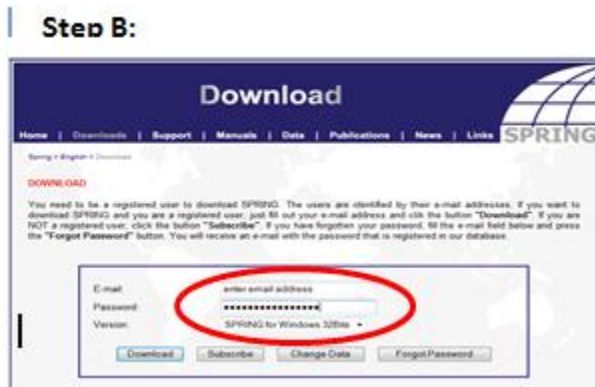 Step B:
Download
Home | Downloads | Support | Manuals | Data | Publications | News | Links
SPRING
Spring > English > Download
DOWNLOAD
You need to be a registered user to download SPRING. The users are identified by their e-mail addresses. If you want to
download SPRING and you are a registered user, just fill out your e-mail address and clik the button "Download". If you are
NOT a registered user, click the button "Subscribe". If you have forgotten your password, fill the e-mail field below and press
the "Forgot Password" button. You will receive an e-mail with the password that is registered in our database.
E-mail: enter email address
Password: ****************
Version: SPRING for Windows 32Bits
Download Subscribe Change Data Forgot Password